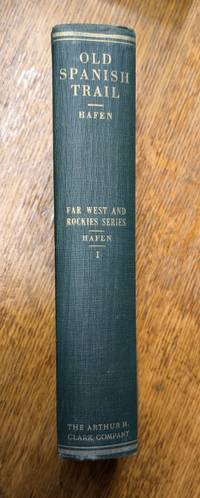 OLD
SPANISH
TRAIL
HAFEN
FAR WEST AND
ROCKIES SERIES
HAFEN
I
THE ARTHUR H.
CLARK COMPANY